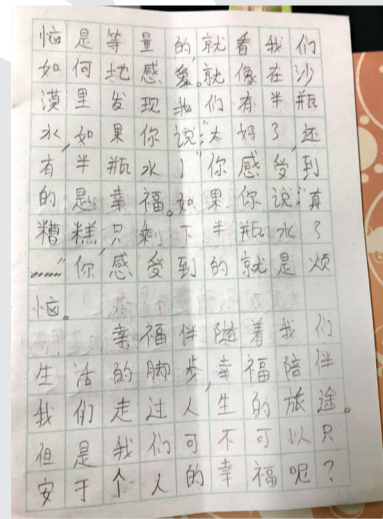 恼是等量的,就看我们
如何地感受。就像在沙
漠里发现我们有半瓶
水,如果你说:“太好了,还
有半瓶水!”你感受到
的是幸福。如果你说:“真
糟糕,只剩下半瓶水了
……”你感受到的就是烦
恼。
幸福伴随着我们
生活的脚步,幸福陪伴
我们走过人生的旅途。
但是我们可不可以只
安于个人的幸福呢?